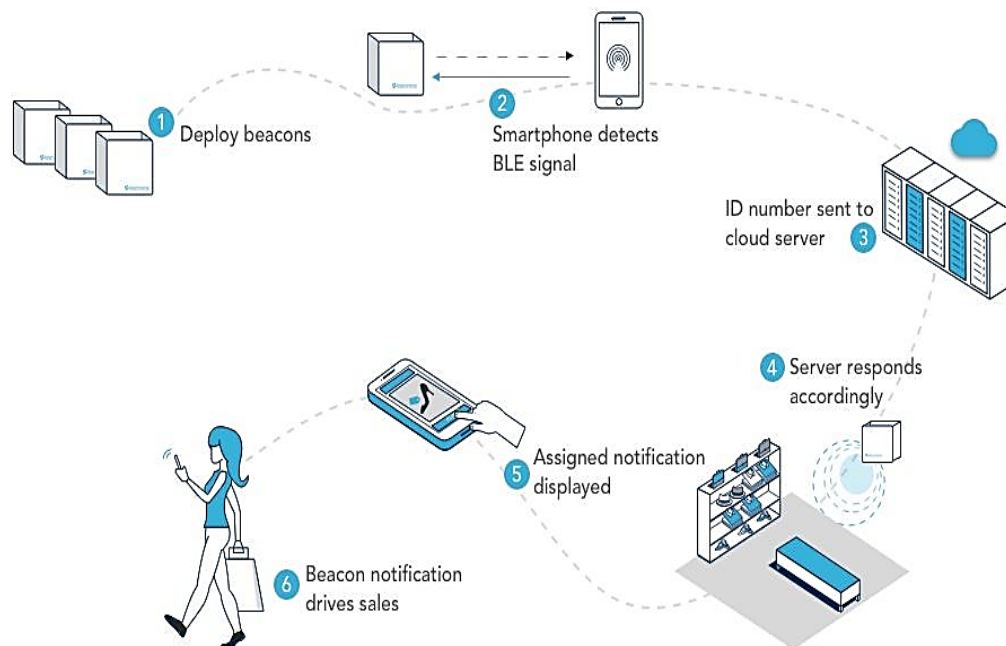 1
Deploy beacons
2
Smartphone detects
BLE signal
ID number sent to
cloud server 3
4 Server responds
accordingly
5 Assigned notification
displayed
6 Beacon notification
drives sales